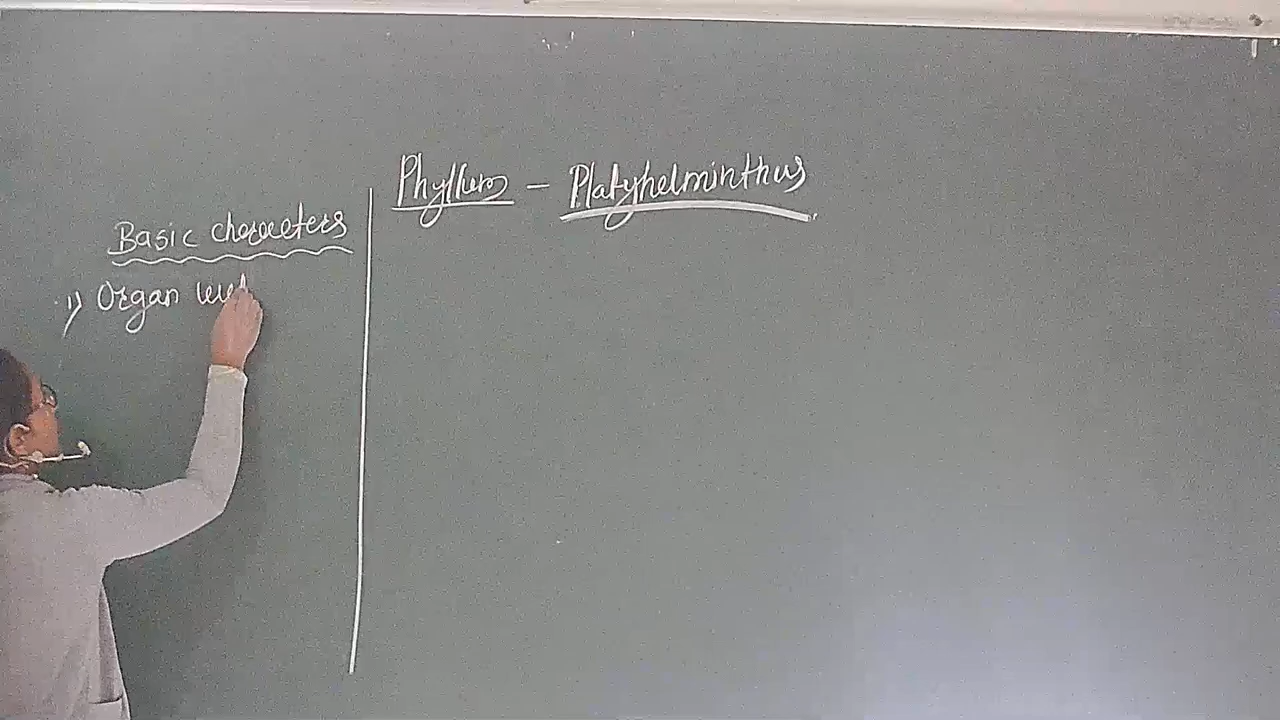 Phyllum - Platyhelminthus
Basic characters
1) Organ leve